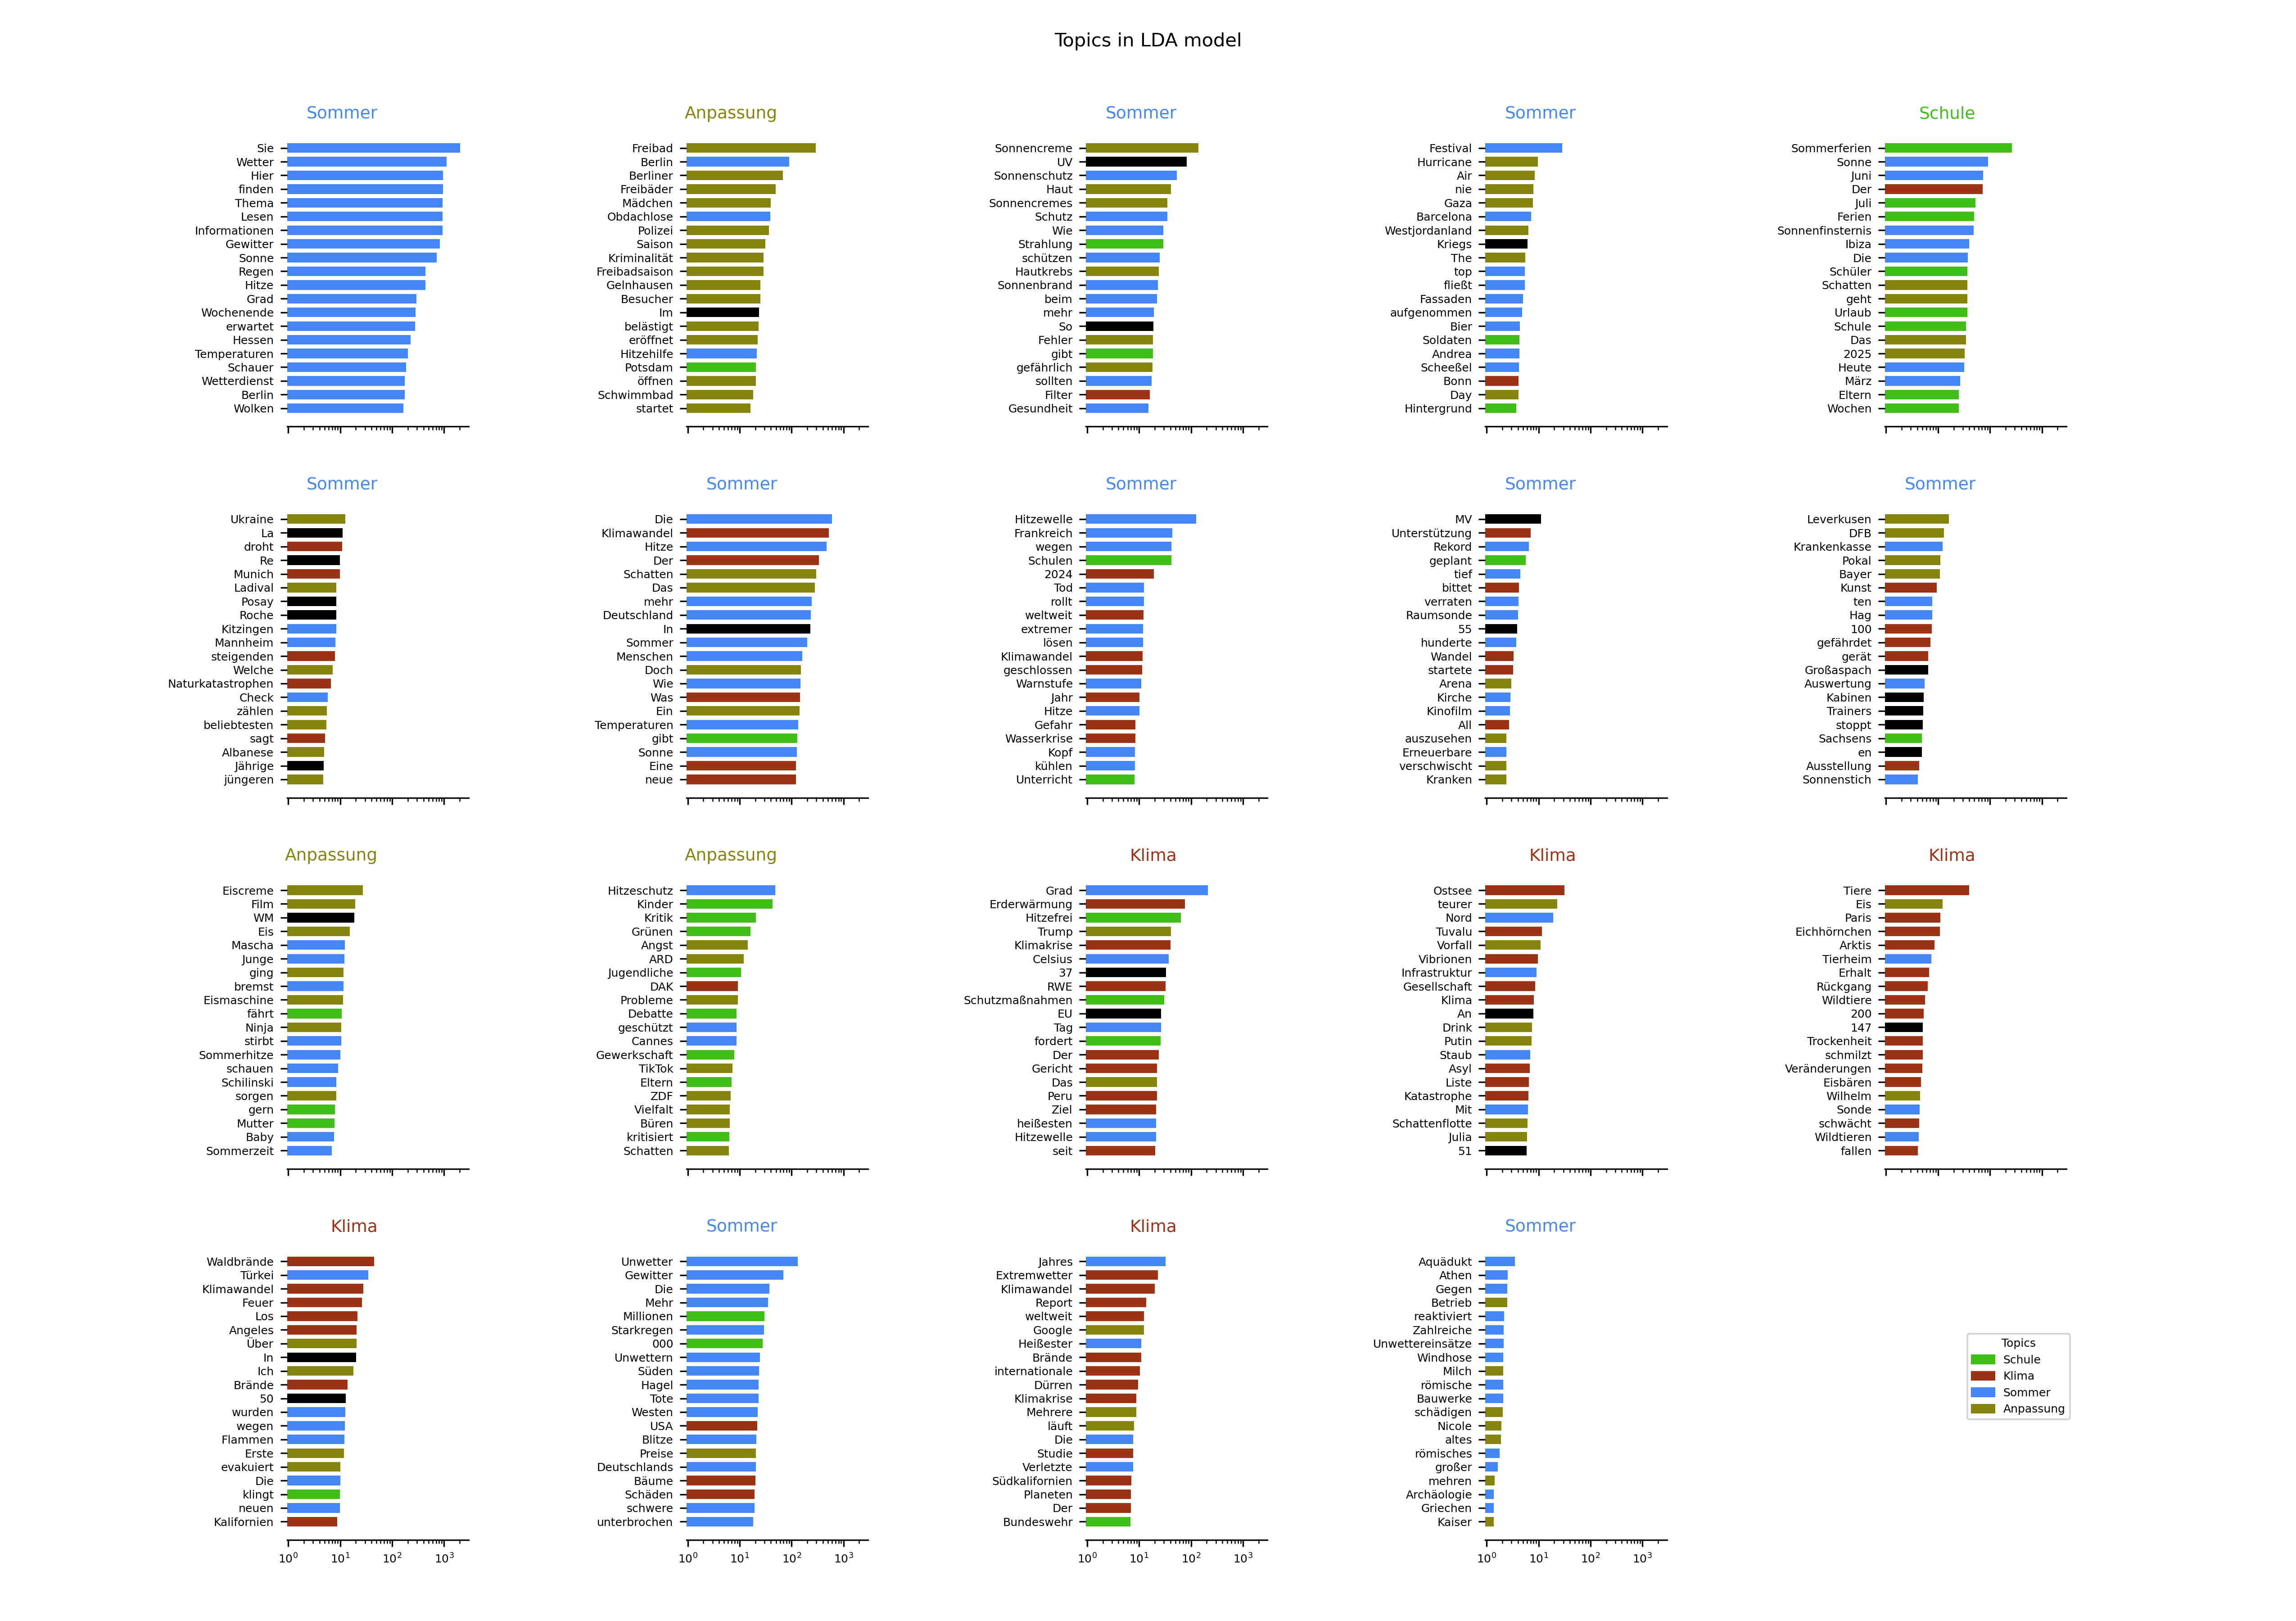 Topics in LDA model
Sommer
Sie
Wetter
Hier
finden
Thema
Lesen
Informationen
Gewitter
Sonne
Regen
Hitze
Grad
Wochenende
erwartet
Hessen
Temperaturen
Schauer
Wetterdienst
Berlin
Wolken
Anpassung
Freibad
Berlin
Berliner
Freibäder
Mädchen
Obdachlose
Polizei
Saison
Kriminalität
Freibadsaison
Gelnhausen
Besucher
Im
belästigt
eröffnet
Hitzehilfe
Potsdam
öffnen
Schwimmbad
startet
Sommer
Sonnencreme
UV
Sonnenschutz
Haut
Sonnencremes
Schutz
Wie
Strahlung
schützen
Hautkrebs
Sonnenbrand
beim
mehr
So
Fehler
gibt
gefährlich
sollten
Filter
Gesundheit
Sommer
Festival
Hurricane
Air
nie
Gaza
Barcelona
Westjordanland
Kriegs
The
top
fließt
Fassaden
aufgenommen
Bier
Soldaten
Andrea
Scheeßel
Bonn
Day
Hintergrund
Schule
Sommerferien
Sonne
Juni
Der
Juli
Ferien
Sonnenfinsternis
Ibiza
Die
Schüler
Schatten
geht
Urlaub
Schule
Das
2025
Heute
März
Eltern
Wochen
Sommer
Ukraine
La
droht
Re
Munich
Ladival
Posay
Roche
Kitzingen
Mannheim
steigenden
Welche
Naturkatastrophen
Check
zählen
beliebtesten
sagt
Albanese
Jährige
jüngeren
Sommer
Die
Klimawandel
Hitze
Der
Schatten
Das
mehr
Deutschland
In
Sommer
Menschen
Doch
Wie
Was
Ein
Temperaturen
gibt
Sonne
Eine
neue
Sommer
Hitzewelle
Frankreich
wegen
Schulen
2024
Tod
rollt
weltweit
extremer
lösen
Klimawandel
geschlossen
Warnstufe
Jahr
Hitze
Gefahr
Wasserkrise
Kopf
kühlen
Unterricht
Sommer
MV
Unterstützung
Rekord
geplant
tief
bittet
verraten
Raumsonde
55
hunderte
Wandel
startete
Arena
Kirche
Kinofilm
All
auszusehen
Erneuerbare
verschwischt
Kranken
Sommer
Leverkusen
DFB
Krankenkasse
Pokal
Bayer
Kunst
ten
Hag
100
gefährdet
gerät
Großaspach
Auswertung
Kabinen
Trainers
stoppt
Sachsens
en
Ausstellung
Sonnenstich
Anpassung
Eiscreme
Film
WM
Eis
Mascha
Junge
ging
bremst
Eismaschine
fährt
Ninja
stirbt
Sommerhitze
schauen
Schilinski
sorgen
gern
Mutter
Baby
Sommerzeit
Anpassung
Hitzeschutz
Kinder
Kritik
Grünen
Angst
ARD
Jugendliche
DAK
Probleme
Debatte
geschützt
Cannes
Gewerkschaft
TikTok
Eltern
ZDF
Vielfalt
Büren
kritisiert
Schatten
Klima
Grad
Erderwärmung
Hitzefrei
Trump
Klimakrise
Celsius
37
RWE
Schutzmaßnahmen
EU
Tag
fordert
Der
Gericht
Das
Peru
Ziel
heißesten
Hitzewelle
seit
Klima
Ostsee
teurer
Nord
Tuvalu
Vorfall
Vibrionen
Infrastruktur
Gesellschaft
Klima
An
Drink
Putin
Staub
Asyl
Liste
Katastrophe
Mit
Schattenflotte
Julia
51
Klima
Tiere
Eis
Paris
Eichhörnchen
Arktis
Tierheim
Erhalt
Rückgang
Wildtiere
200
147
Trockenheit
schmilzt
Veränderungen
Eisbären
Wilhelm
Sonde
schwächt
Wildtieren
fallen
Klima
Waldbrände
Türkei
Klimawandel
Feuer
Los
Angeles
Über
In
Ich
Brände
50
wurden
wegen
Flammen
Erste
evakuiert
Die
klingt
neuen
Kalifornien
10⁰ 10¹ 10² 10³
Sommer
Unwetter
Gewitter
Die
Mehr
Millionen
Starkregen
000
Unwettern
Süden
Hagel
Tote
Westen
USA
Blitze
Preise
Deutschlands
Bäume
Schäden
schwere
unterbrochen
10⁰ 10¹ 10² 10³
Klima
Jahres
Extremwetter
Klimawandel
Report
weltweit
Google
Heißester
Brände
internationale
Dürren
Klimakrise
Mehrere
läuft
Die
Studie
Verletzte
Südkalifornien
Planeten
Der
Bundeswehr
10⁰ 10¹ 10² 10³
Sommer
Aquädukt
Athen
Gegen
Betrieb
reaktiviert
Zahlreiche
Unwettereinsätze
Windhose
Milch
römische
Bauwerke
schädigen
Nicole
altes
römisches
großer
mehren
Archäologie
Griechen
Kaiser
10⁰ 10¹ 10² 10³
Topics
Schule
Klima
Sommer
Anpassung